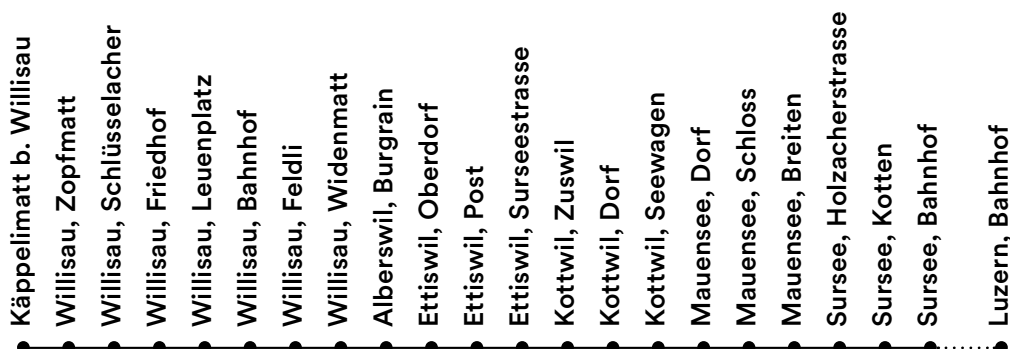 Käppelimatt b. Willisau
Willisau, Zopfmatt
Willisau, Schlüsselacher
Willisau, Friedhof
Willisau, Leuenplatz
Willisau, Bahnhof
Willisau, Feldli
Willisau, Widenmatt
Alberswil, Burgrain
Ettiswil, Oberdorf
Ettiswil, Post
Ettiswil, Surseestrasse
Kottwil, Zuswil
Kottwil, Dorf
Kottwil, Seewagen
Mauensee, Dorf
Mauensee, Schloss
Mauensee, Breiten
Sursee, Holzacherstrasse
Sursee, Kotten
Sursee, Bahnhof
Luzern, Bahnhof